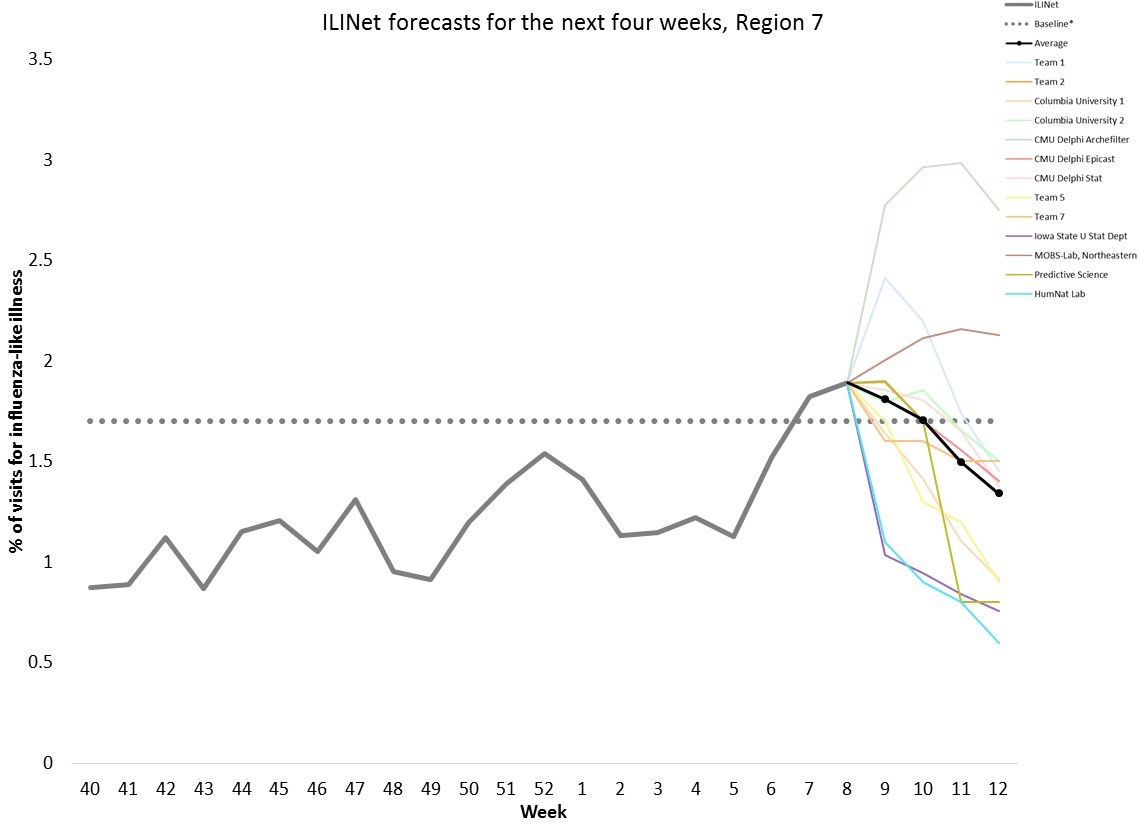 ILINet forecasts for the next four weeks, Region 7
ILINet
Baseline*
Average
Team 1
Team 2
Columbia University 1
Columbia University 2
CMU Delphi Archefilter
CMU Delphi Epicast
CMU Delphi Stat
Team 5
Team 7
Iowa State U Stat Dept
MOBS-Lab, Northeastern
Predictive Science
HumNat Lab
% of visits for influenza-like illness
3.5
3
2.5
2
1.5
1
0.5
0
40 41 42 43 44 45 46 47 48 49 50 51 52 1 2 3 4 5 6 7 8 9 10 11 12
Week